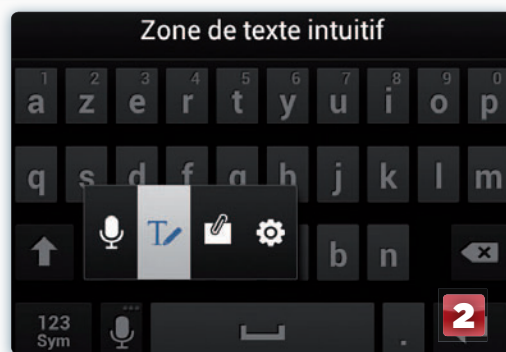 Zone de texte intuitif
1 2 3 4 5 6 7 8 9 0
a z e r t y u i o p
q s d f g h j k l m
T
b n
123
Sym
.
2